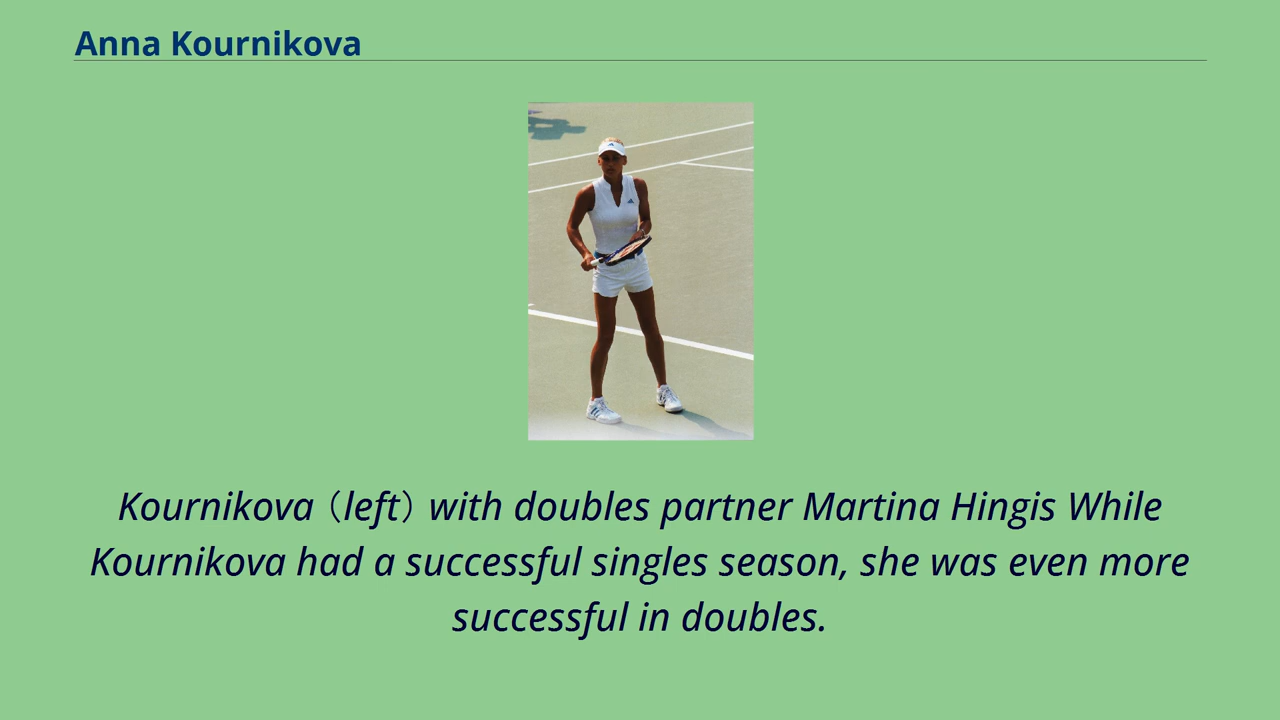 Anna Kournikova
Kournikova（left）with doubles partner Martina Hingis While
Kournikova had a successful singles season, she was even more
successful in doubles.